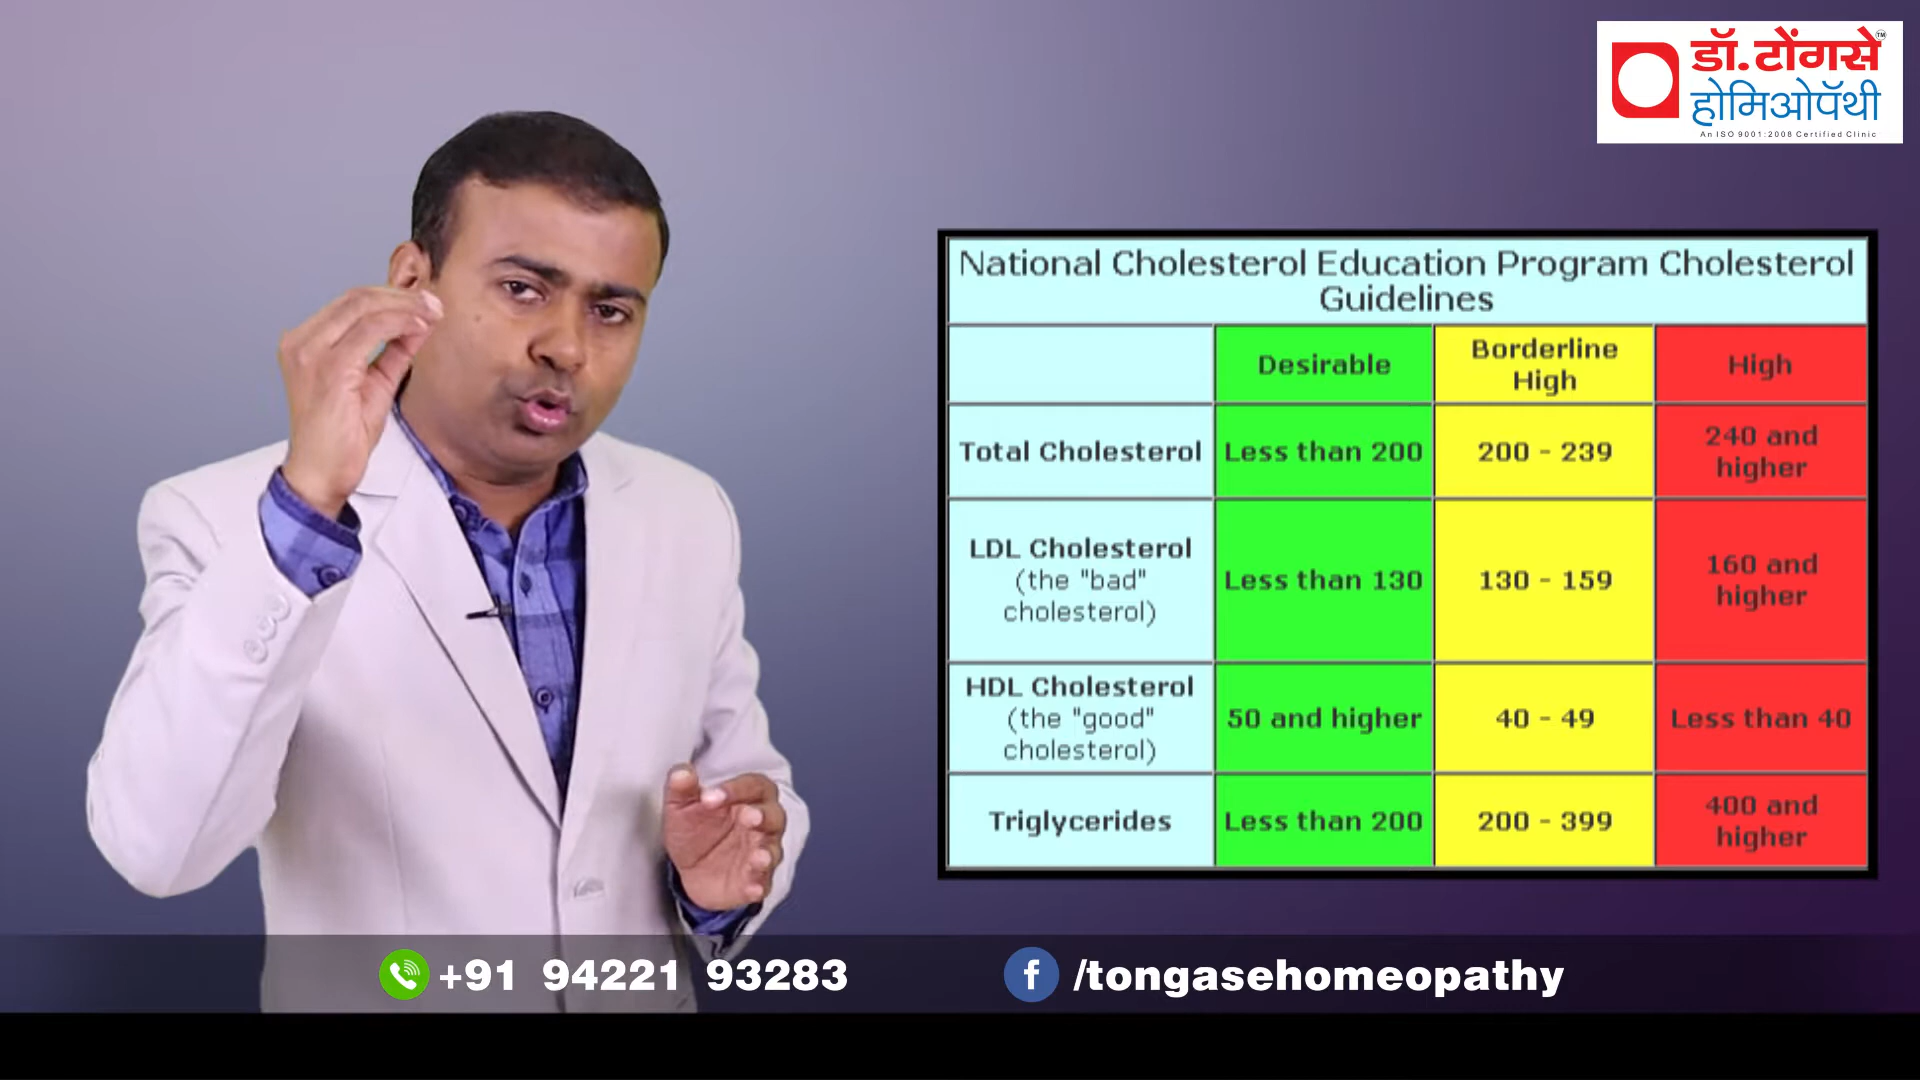 डॉ.टोंगसे™
होमिओपॅथी
An ISO 9001:2008 Certified Clinic
National Cholesterol Education Program Cholesterol
Guidelines
Desirable
Borderline
High
High
Total Cholesterol
Less than 200
200 - 239
240 and
higher
LDL Cholesterol
(the "bad"
cholesterol)
Less than 130
130 - 159
160 and
higher
HDL Cholesterol
(the "good"
cholesterol)
50 and higher
40 - 49
Less than 40
Triglycerides
Less than 200
200 - 399
400 and
higher
+91 94221 93283
f /tongasehomeopathy